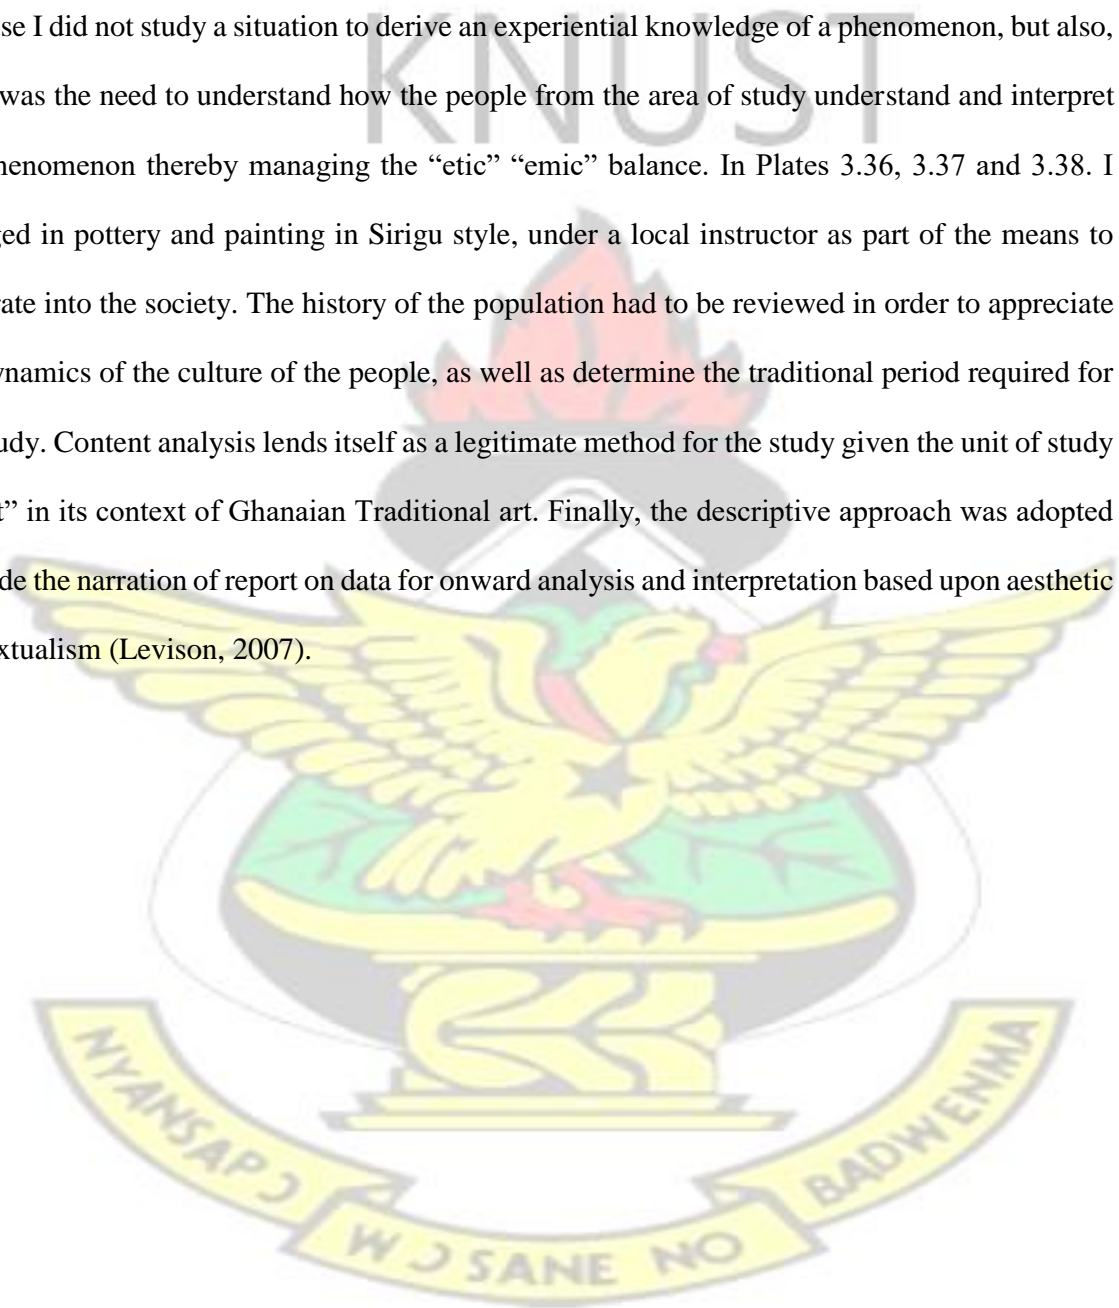 KNUST
se I did not study a situation to derive an experiential knowledge of a phenomenon, but also,
was the need to understand how the people from the area of study understand and interpret
henomenon thereby managing the “etic” “emic” balance. In Plates 3.36, 3.37 and 3.38. I
ged in pottery and painting in Sirigu style, under a local instructor as part of the means to
rate into the society. The history of the population had to be reviewed in order to appreciate
ynamics of the culture of the people, as well as determine the traditional period required for
udy. Content analysis lends itself as a legitimate method for the study given the unit of study
t” in its context of Ghanaian Traditional art. Finally, the descriptive approach was adopted
de the narration of report on data for onward analysis and interpretation based upon aesthetic
extualism (Levison, 2007).
NYANSAPƆ
WƆ SANE NO
BADWENMA